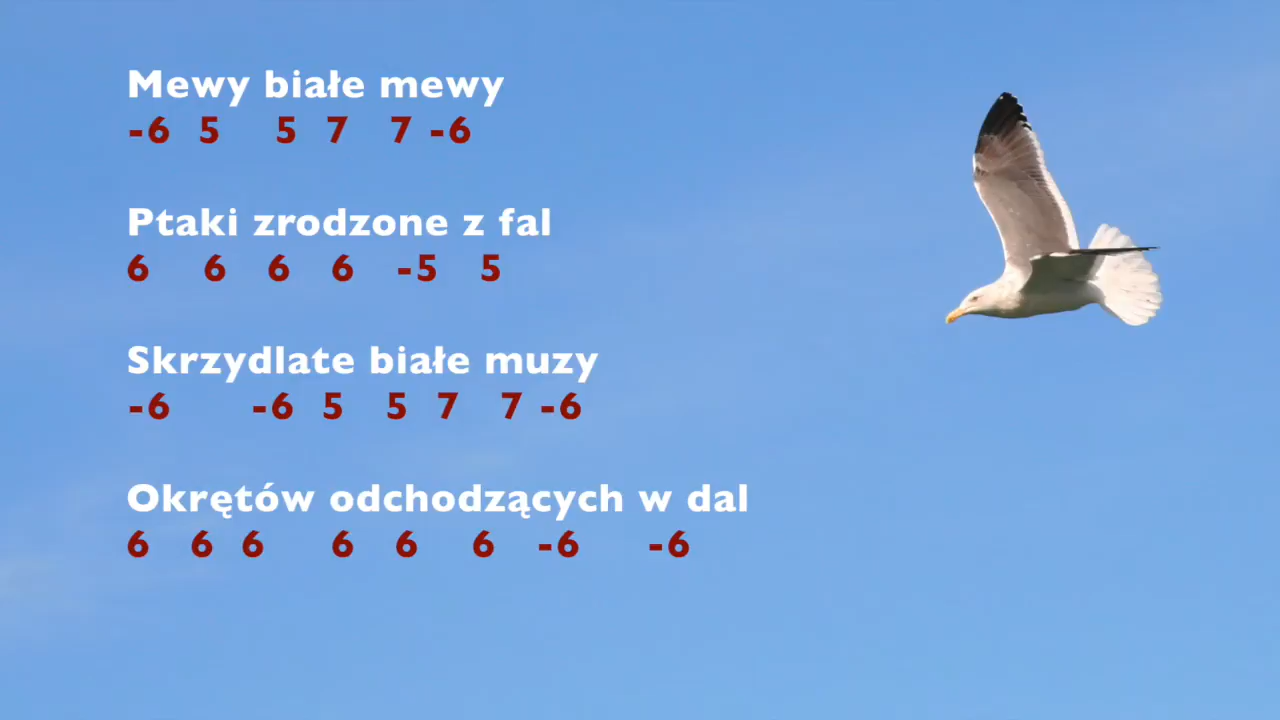 Mewy białe mewy
-6 5 5 7 7 -6
Ptaki zrodzone z fal
6 6 6 6 -5 5
Skrzydlate białe muzy
-6 -6 5 5 7 7 -6
Okrętów odchodzących w dal
6 6 6 6 6 6 -6 -6